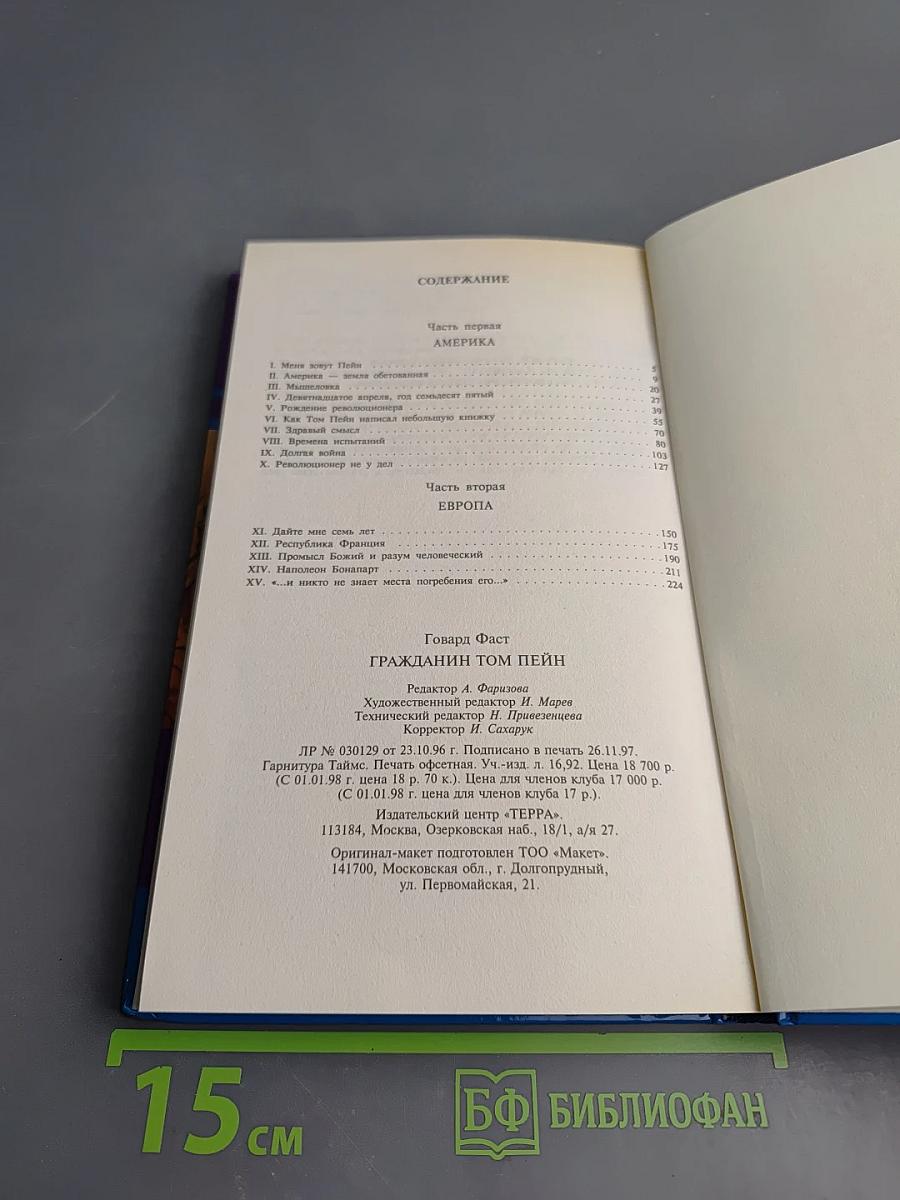 СОДЕРЖАНИЕ
Часть первая
АМЕРИКА
I. Меня зовут Пейн . . . . . . . . . . . . . . . . . . . . 5
II. Америка — земля обетованная . . . . . . . . . . . . . . . . . . . . 9
III. Мышеловка . . . . . . . . . . . . . . . . . . . . 20
IV. Девятнадцатое апреля, год семьдесят пятый . . . . . . . . . . . . . . . . . . . . 27
V. Рождение революционера . . . . . . . . . . . . . . . . . . . . 39
VI. Как Том Пейн написал небольшую книжку . . . . . . . . . . . . . . . . . . . . 55
VII. Здравый смысл . . . . . . . . . . . . . . . . . . . . 70
VIII. Времена испытаний . . . . . . . . . . . . . . . . . . . . 80
IX. Долгая война . . . . . . . . . . . . . . . . . . . . 103
X. Революционер не у дел . . . . . . . . . . . . . . . . . . . . 127
Часть вторая
ЕВРОПА
XI. Дайте мне семь лет . . . . . . . . . . . . . . . . . . . . 150
XII. Республика Франция . . . . . . . . . . . . . . . . . . . . 175
XIII. Промысл Божий и разум человеческий . . . . . . . . . . . . . . . . . . . . 190
XIV. Наполеон Бонапарт . . . . . . . . . . . . . . . . . . . . 211
XV. «...и никто не знает места погребения его...» . . . . . . . . . . . . . . . . . . . . 224
Говард Фаст
ГРАЖДАНИН ТОМ ПЕЙН
Редактор А. Фаризова
Художественный редактор И. Марев
Технический редактор Н. Привезенцева
Корректор И. Сахарук
ЛР № 030129 от 23.10.96 г. Подписано в печать 26.11.97.
Гарнитура Таймс. Печать офсетная. Уч.-изд. л. 16,92. Цена 18 700 р.
(С 01.01.98 г. цена 18 р. 70 к.). Цена для членов клуба 17 000 р.
(С 01.01.98 г. цена для членов клуба 17 р.).
Издательский центр «ТЕРРА».
113184, Москва, Озерковская наб., 18/1, а/я 27.
Оригинал-макет подготовлен ТОО «Макет».
141700, Московская обл., г. Долгопрудный,
ул. Первомайская, 21.
15 см
БФ БИБЛИОФАН